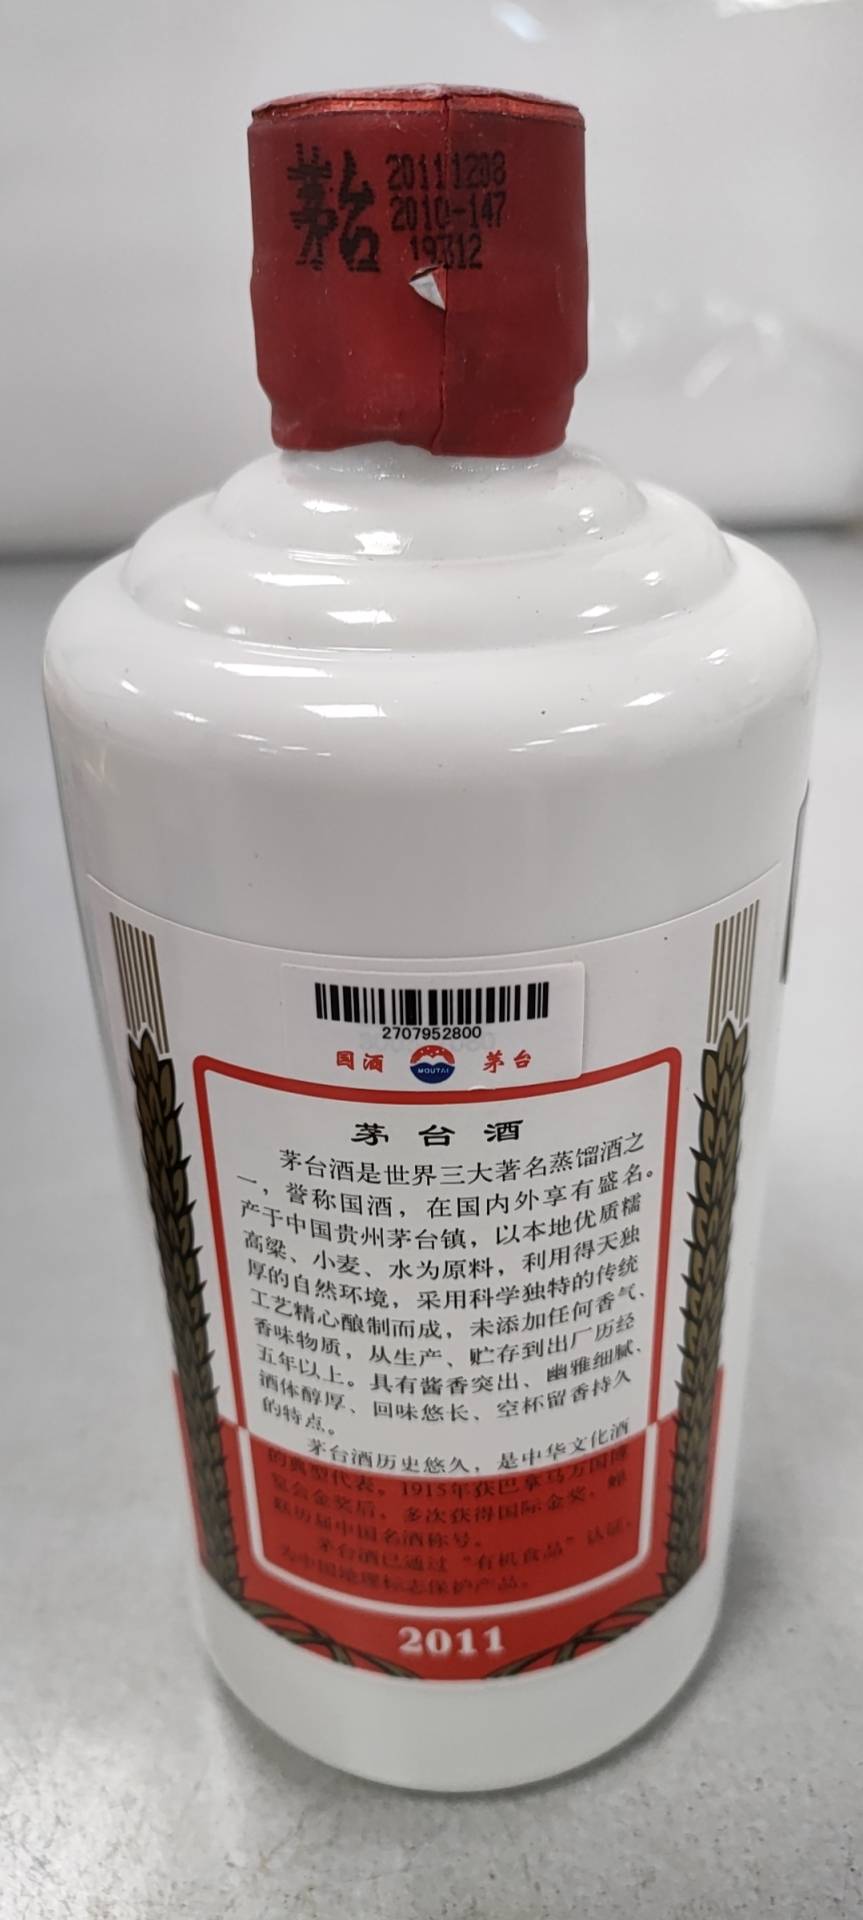 茅台
20111208
2010-147
19312
2707952800
国酒 MOUTAI 茅台
茅台酒
茅台酒是世界三大著名蒸馏酒之
一，誉称国酒，在国内外享有盛名。
产于中国贵州茅台镇，以本地优质糯
高粱、小麦、水为原料，利用得天独
厚的自然环境，采用科学独特的传统
工艺精心酿制而成，未添加任何香气、
香味物质，从生产、贮存到出厂历经
五年以上。具有酱香突出、幽雅细腻、
酒体醇厚、回味悠长、空杯留香持久
的特点。
茅台酒历史悠久，是中华文化酒
的典型代表。1915年获巴拿马万国博
览会金奖后，多次获得国际金奖，蝉
联历届中国名酒称号。
茅台酒已通过“有机食品”认证，
为中国地理标志保护产品。
2011